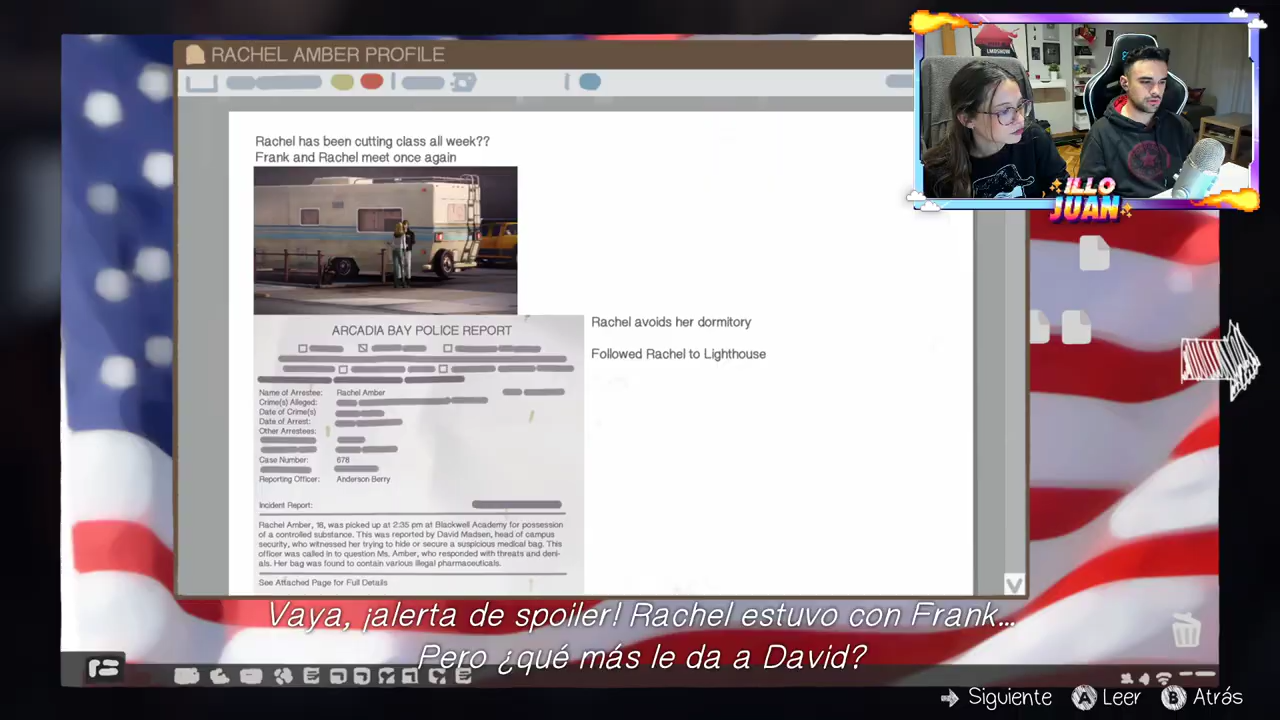 RACHEL AMBER PROFILE
Rachel has been cutting class all week??
Frank and Rachel meet once again
ARCADIA BAY POLICE REPORT
Name of Arrestee: Rachel Amber
Crime(s) Alleged:
Date of Crime(s)
Date of Arrest:
Other Arrestees:
Case Number: 678
Reporting Officer: Anderson Berry
Incident Report:
Rachel Amber, 18, was picked up at 2:35 pm at Blackwell Academy for possession
of a controlled substance. This was reported by David Madsen, head of campus
security, who witnessed her trying to hide or secure a suspicious medical bag. This
officer was called in to question Ms. Amber, who responded with threats and deni-
als. Her bag was found to contain various illegal pharmaceuticals.
See Attached Page for Full Details
Rachel avoids her dormitory
Followed Rachel to Lighthouse
ILLO
JUAN
Vaya, ¡alerta de spoiler! Rachel estuvo con Frank...
Pero ¿qué más le da a David?
Siguiente A Leer B Atrás